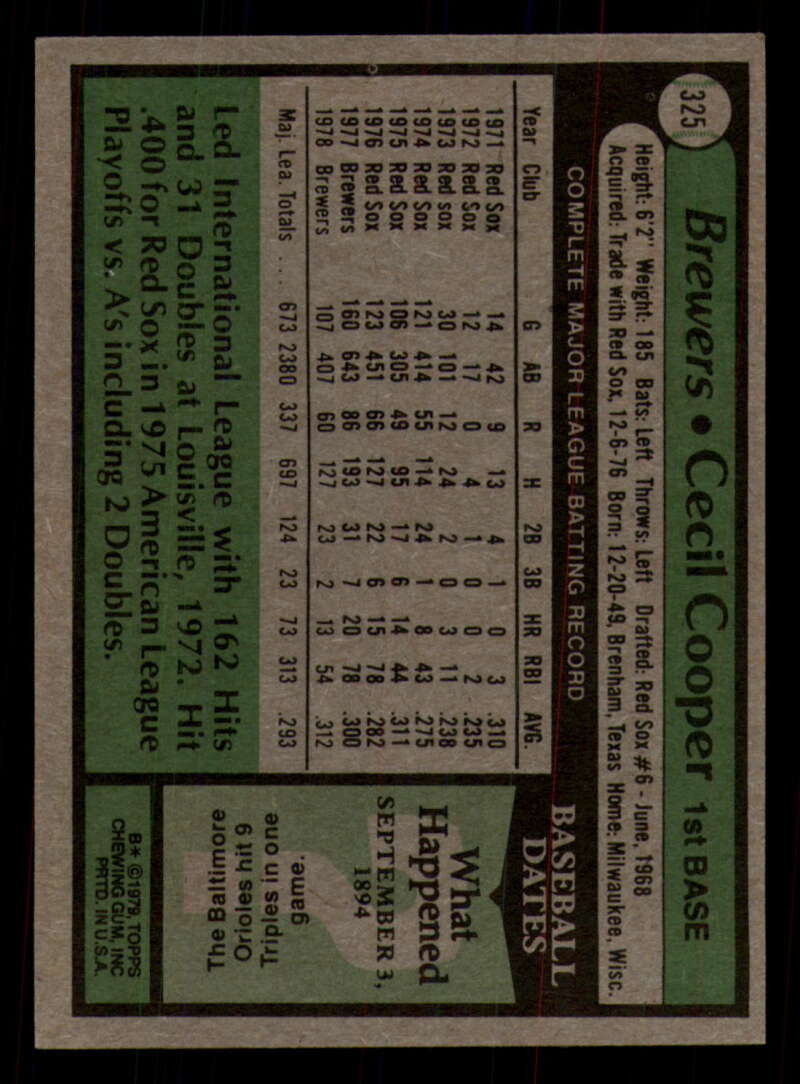 325
Brewers • Cecil Cooper 1st BASE
Height: 6'2" Weight: 185 Bats: Left Throws: Left Drafted: Red Sox #6 - June, 1968
Acquired: Trade with Red Sox, 12-6-76 Born: 12-20-49, Brenham, Texas Home: Milwaukee, Wisc.
COMPLETE MAJOR LEAGUE BATTING RECORD
Year Club G AB R H 2B 3B HR RBI AVG.
1971 Red Sox 14 42 9 13 4 1 0 3 .310
1972 Red Sox 12 17 0 4 1 0 0 2 .235
1973 Red Sox 30 101 12 24 2 0 3 11 .238
1974 Red Sox 121 414 55 114 24 1 8 43 .275
1975 Red Sox 106 305 49 95 17 6 14 44 .311
1976 Red Sox 123 451 66 127 22 6 15 78 .282
1977 Brewers 160 643 86 193 31 7 20 78 .300
1978 Brewers 107 407 60 127 23 2 13 54 .312
Maj. Lea. Totals . . . 673 2380 337 697 124 23 73 313 .293
Led International League with 162 Hits
and 31 Doubles at Louisville, 1972. Hit
.400 for Red Sox in 1975 American League
Playoffs vs. A's including 2 Doubles.
BASEBALL
DATES
What
Happened
SEPTEMBER 3,
1894
The Baltimore
Orioles hit 9
Triples in one
game.
B* ©1979, TOPPS
CHEWING GUM, INC
PRTD. IN U.S.A.